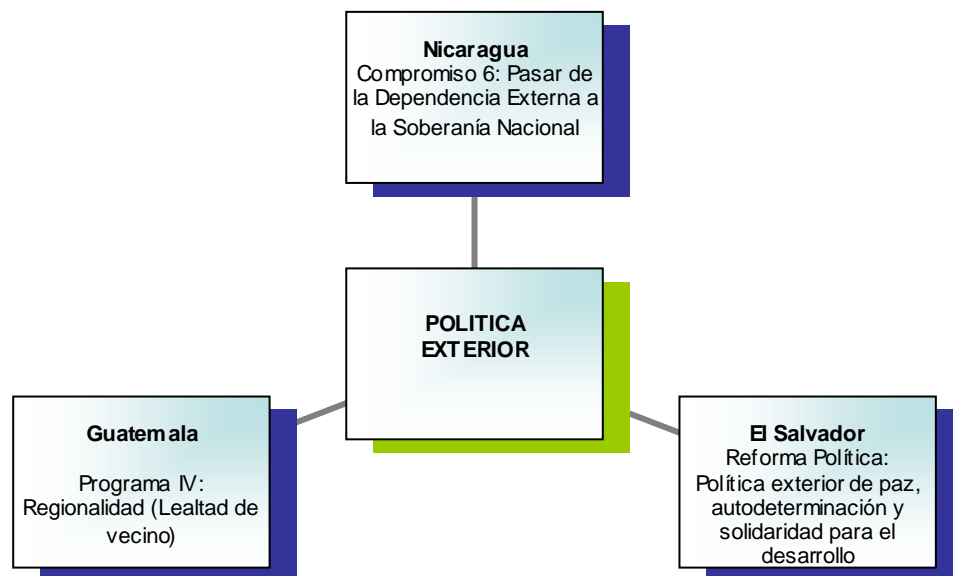 Nicaragua
Compromiso 6: Pasar de
la Dependencia Externa a
la Soberanía Nacional
POLITICA
EXTERIOR
Guatemala
Programa IV:
Regionalidad (Lealtad de
vecino)
El Salvador
Reforma Política:
Política exterior de paz,
autodeterminación y
solidaridad para el
desarrollo